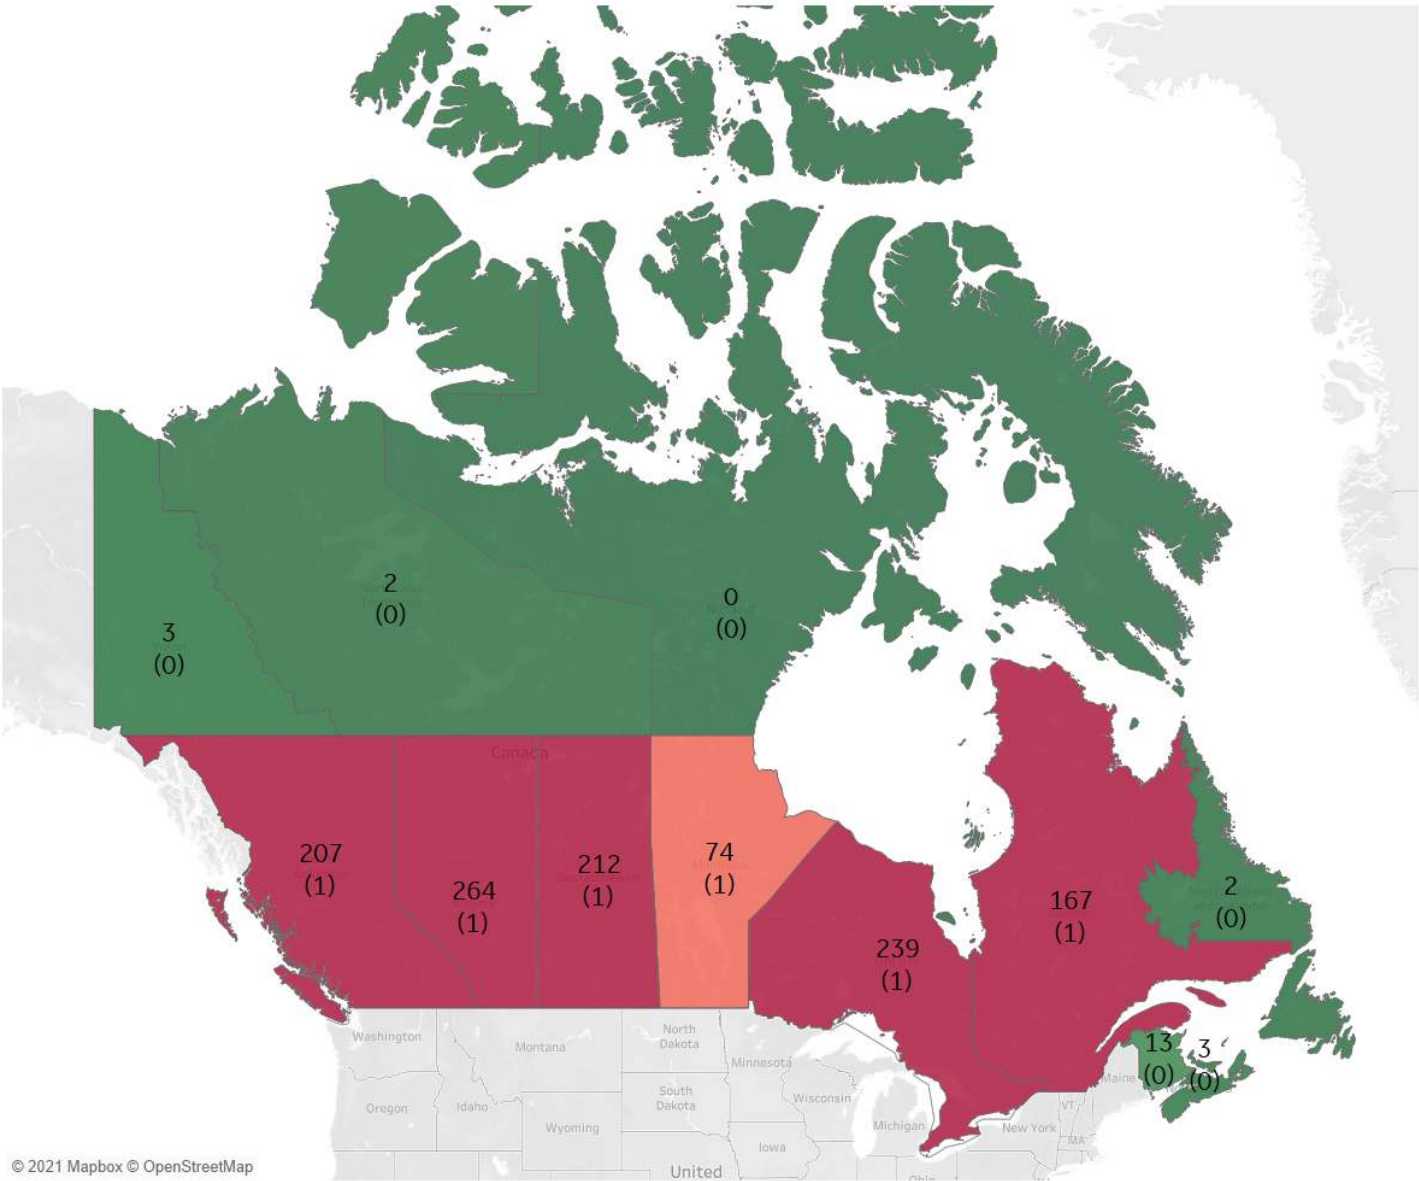 2
(0)
0
(0)
3
(0)
Canada
207
(1)
264
(1)
212
(1)
74
(1)
239
(1)
167
(1)
2
(0)
13
(0)
3
(0)
Washington
Montana
North
Dakota
Minnesota
Maine
Oregon
Idaho
South
Dakota
Wisconsin
Wyoming
Michigan
New York
VT
MA
Iowa
United
Ohio
© 2021 Mapbox © OpenStreetMap